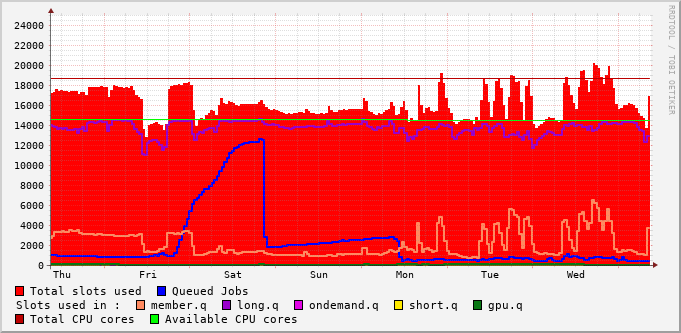 24000
22000
20000
18000
16000
14000
12000
10000
8000
6000
4000
2000
0
Thu Fri Sat Sun Mon Tue Wed
Total slots used Queued Jobs
Slots used in : member.q long.q ondemand.q short.q gpu.q
Total CPU cores Available CPU cores
RRDTOOL / TOBI OETIKER